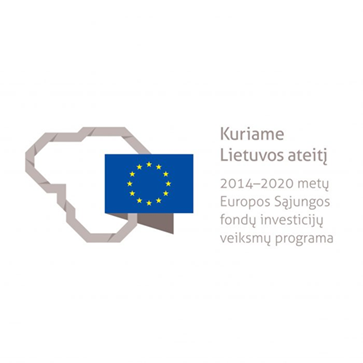 Kuriame
Lietuvos ateitį
2014–2020 metų
Europos Sąjungos
fondų investicijų
veiksmų programa